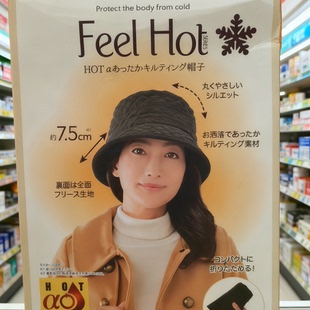 Protect the body from cold
Feel Hot
SERIES
HOT αあったかキルティング帽子
丸くやさしい
シルエット
約7.5cm
お洒落であったか
キルティング素材
裏面は全面
フリース生地
コンパクトに
折りたためる!
HOT
α